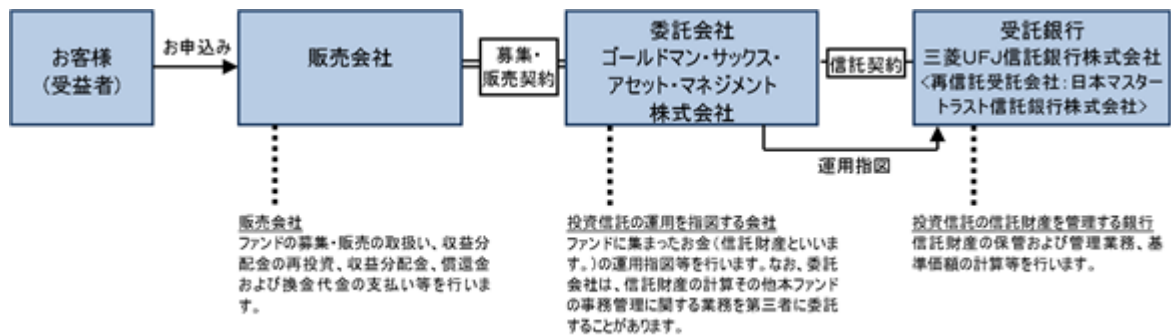 お客様
(受益者)
お申込み
販売会社
募集・
販売契約
委託会社
ゴールドマン・サックス・
アセット・マネジメント
株式会社
信託契約
受託銀行
三菱UFJ信託銀行株式会社
<再信託受託会社:日本マスター
トラスト信託銀行株式会社>
運用指図
販売会社
ファンドの募集・販売の取扱い、収益分
配金の再投資、収益分配金、償還金
および換金代金の支払い等を行いま
す。
投資信託の運用を指図する会社
ファンドに集まったお金(信託財産といいま
す。)の運用指図等を行います。なお、委託
会社は、信託財産の計算その他本ファンド
の事務管理に関する業務を第三者に委託
することがあります。
投資信託の信託財産を管理する銀行
信託財産の保管および管理業務、基
準価額の計算等を行います。